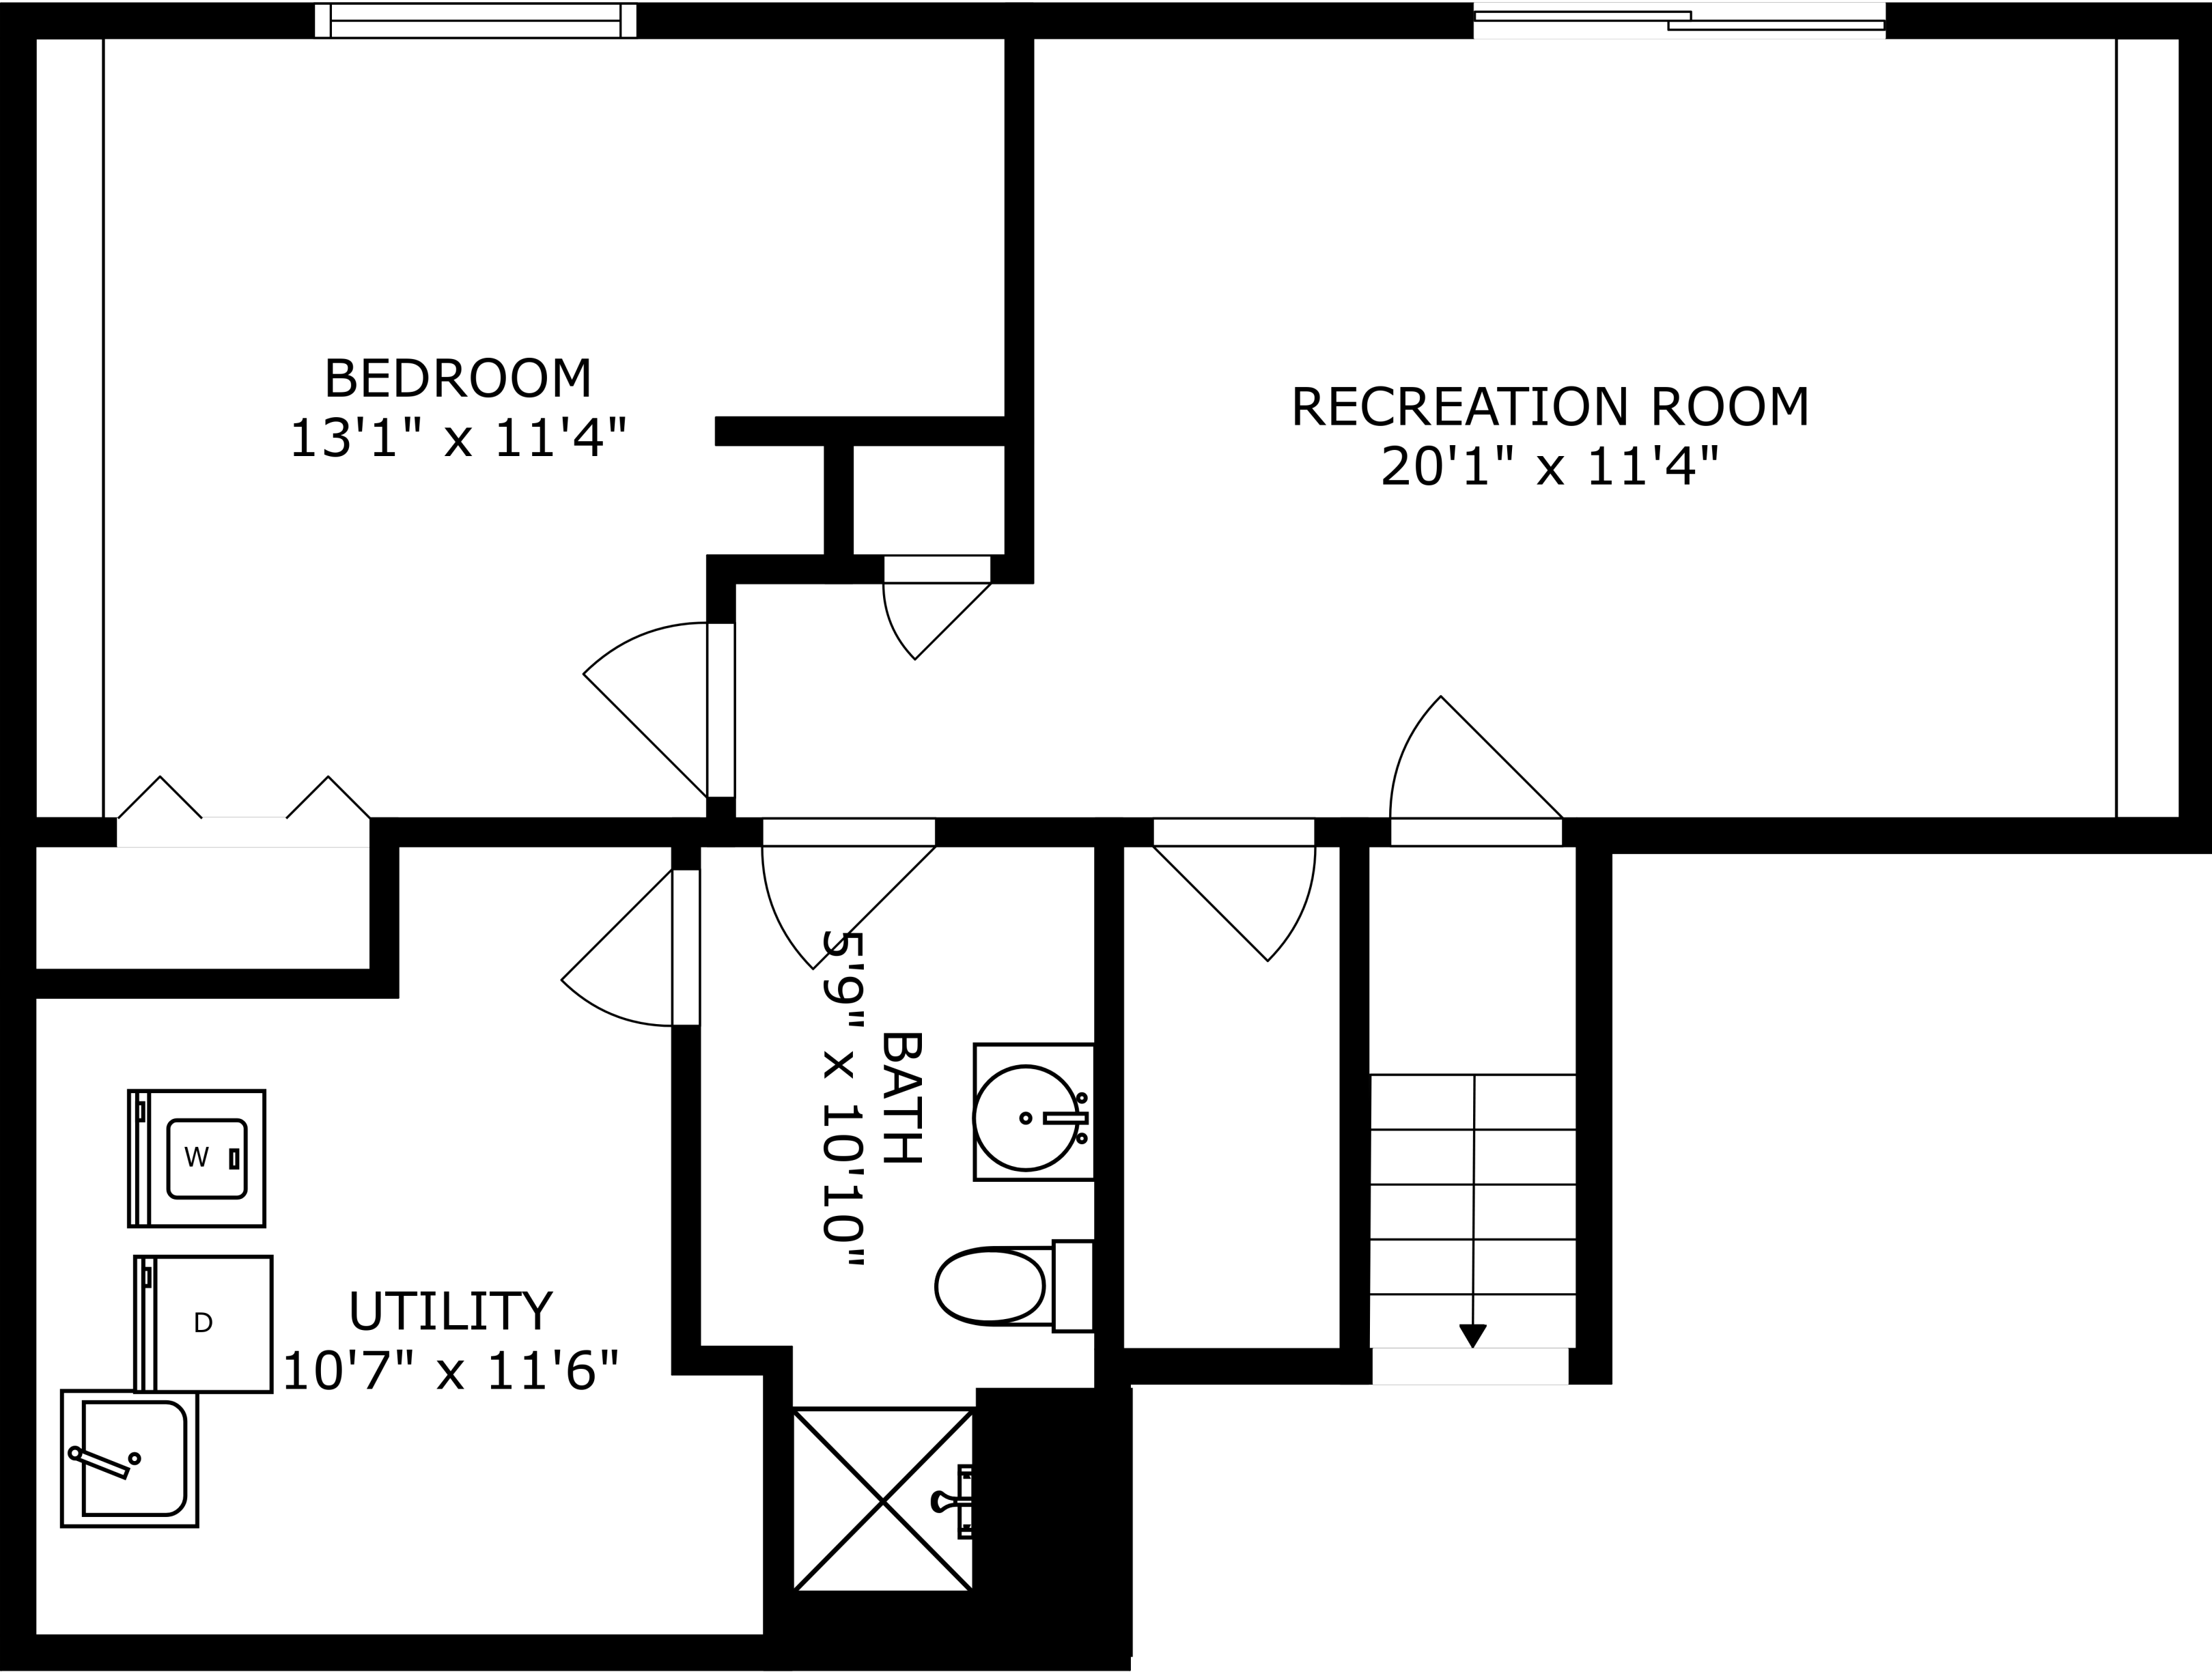 BEDROOM
13'1" x 11'4"
RECREATION ROOM
20'1" x 11'4"
BATH
5'9" x 10'10"
W
D
UTILITY
10'7" x 11'6"